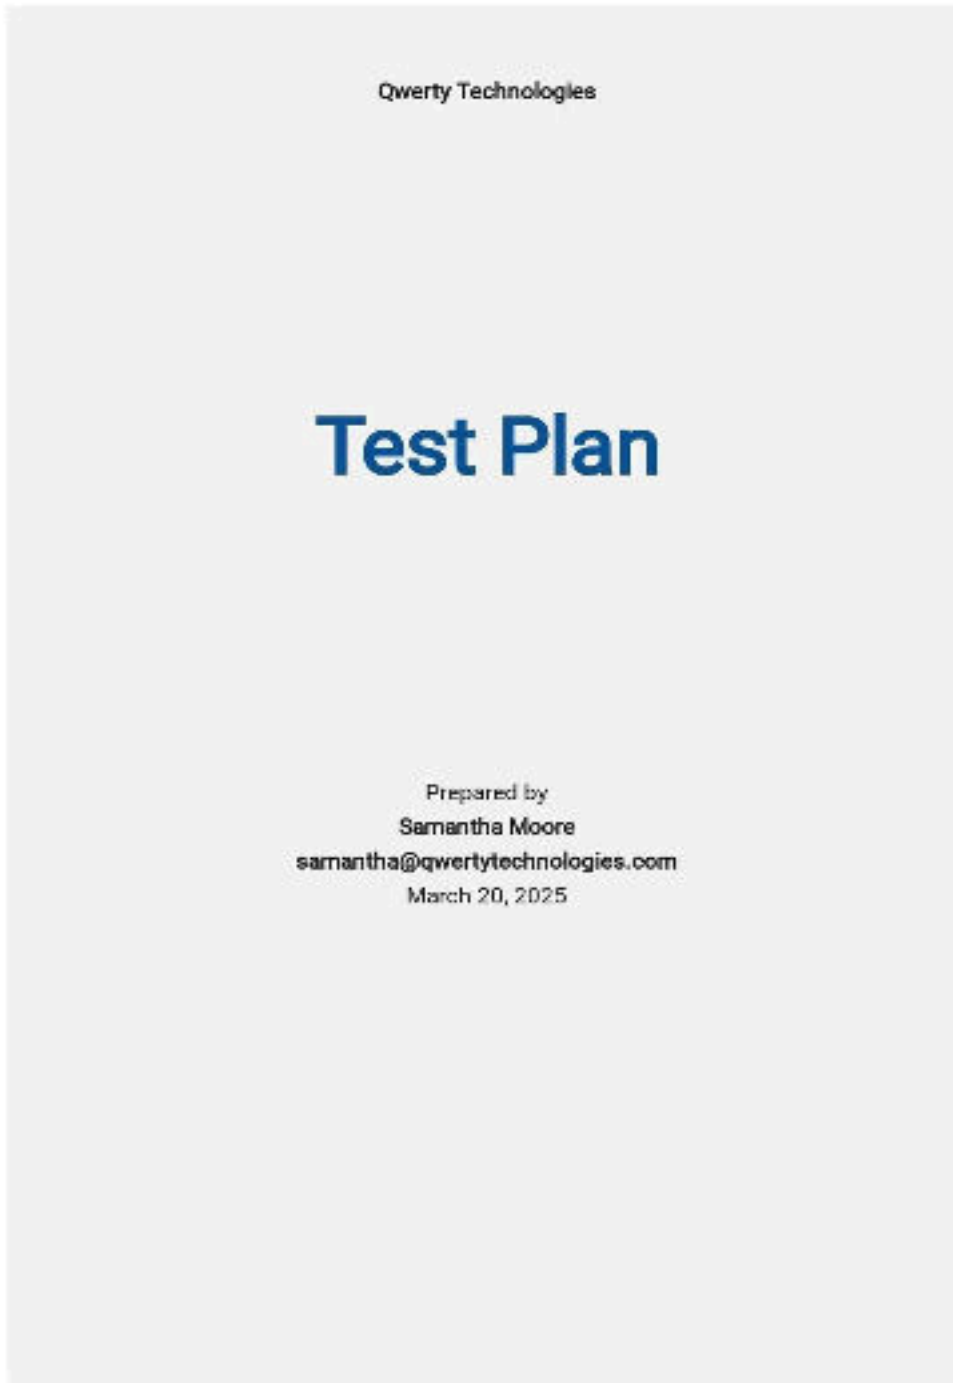 Qwerty Technologies
Test Plan
Prepared by
Samantha Moore
samantha@qwertytechnologies.com
March 20, 2025